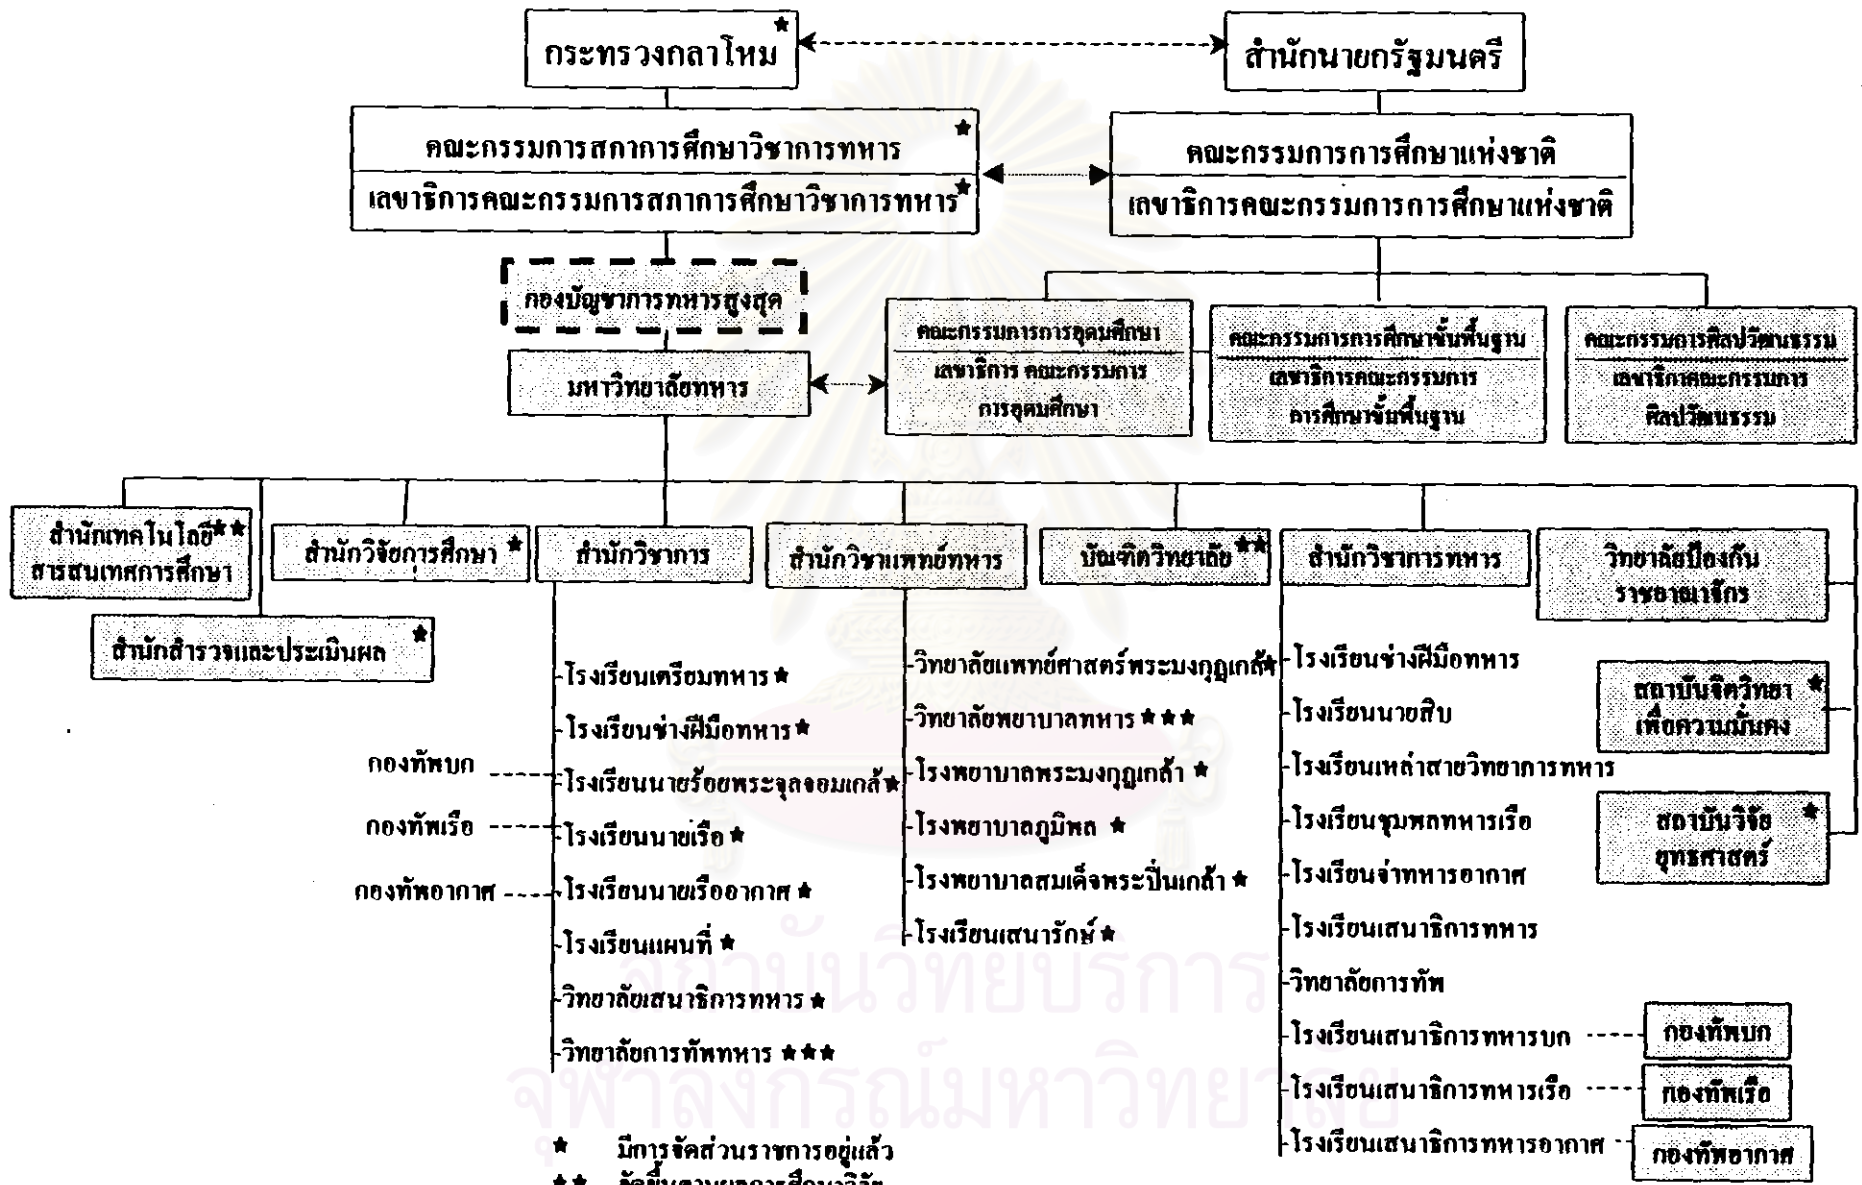 กระทรวงกลาโหม ★
สำนักนายกรัฐมนตรี
คณะกรรมการสภาการศึกษาวิชาการทหาร ★
เลขาธิการคณะกรรมการสภาการศึกษาวิชาการทหาร ★
คณะกรรมการการศึกษาแห่งชาติ
เลขาธิการคณะกรรมการการศึกษาแห่งชาติ
กองบัญชาการทหารสูงสุด
มหาวิทยาลัยทหาร
คณะกรรมการการอุดมศึกษา
เลขาธิการ คณะกรรมการ
การอุดมศึกษา
คณะกรรมการการศึกษาขั้นพื้นฐาน
เลขาธิการคณะกรรมการ
การศึกษาขั้นพื้นฐาน
คณะกรรมการศิลปวัฒนธรรม
เลขาธิกาคณะกรรมการ
ศิลปวัฒนธรรม
สำนักเทคโนโลยี ★★
สารสนเทศการศึกษา
สำนักวิจัยการศึกษา ★
สำนักวิชาการ
สำนักวิชาแพทย์ทหาร
บัณฑิตวิทยาลัย ★★
สำนักวิชาการทหาร
วิทยาลัยป้องกัน
ราชอาณาจักร
สำนักสำรวจและประเมินผล ★
โรงเรียนเตรียมทหาร ★
โรงเรียนช่างฝีมือทหาร ★
กองทัพบก
โรงเรียนนายร้อยพระจุลจอมเกล้า ★
กองทัพเรือ
โรงเรียนนายเรือ ★
กองทัพอากาศ
โรงเรียนนายเรืออากาศ ★
โรงเรียนแผนที่ ★
วิทยาลัยเสนาธิการทหาร ★
วิทยาลัยการทัพทหาร ★★★
วิทยาลัยแพทย์ศาสตร์พระมงกุฎเกล้า ★
วิทยาลัยพยาบาลทหาร ★★★
โรงพยาบาลพระมงกุฎเกล้า ★
โรงพยาบาลภูมิพล ★
โรงพยาบาลสมเด็จพระปิ่นเกล้า ★
โรงเรียนเสนารักษ์ ★
โรงเรียนช่างฝีมือทหาร
โรงเรียนนายสิบ
โรงเรียนเหล่าสายวิทยาการทหาร
โรงเรียนชุมพลทหารเรือ
โรงเรียนจ่าทหารอากาศ
โรงเรียนเสนาธิการทหาร
วิทยาลัยการทัพ
โรงเรียนเสนาธิการทหารบก
กองทัพบก
โรงเรียนเสนาธิการทหารเรือ
กองทัพเรือ
โรงเรียนเสนาธิการทหารอากาศ
กองทัพอากาศ
สถาบันจิตวิทยา ★
เพื่อความมั่นคง
สถาบันวิจัย ★
ยุทธศาสตร์
สถาบันวิทยบริการ
จุฬาลงกรณ์มหาวิทยาลัย
★ มีการจัดส่วนราชการอยู่แล้ว
★★ จัดขึ้นตามผลการศึกษาวิจัย